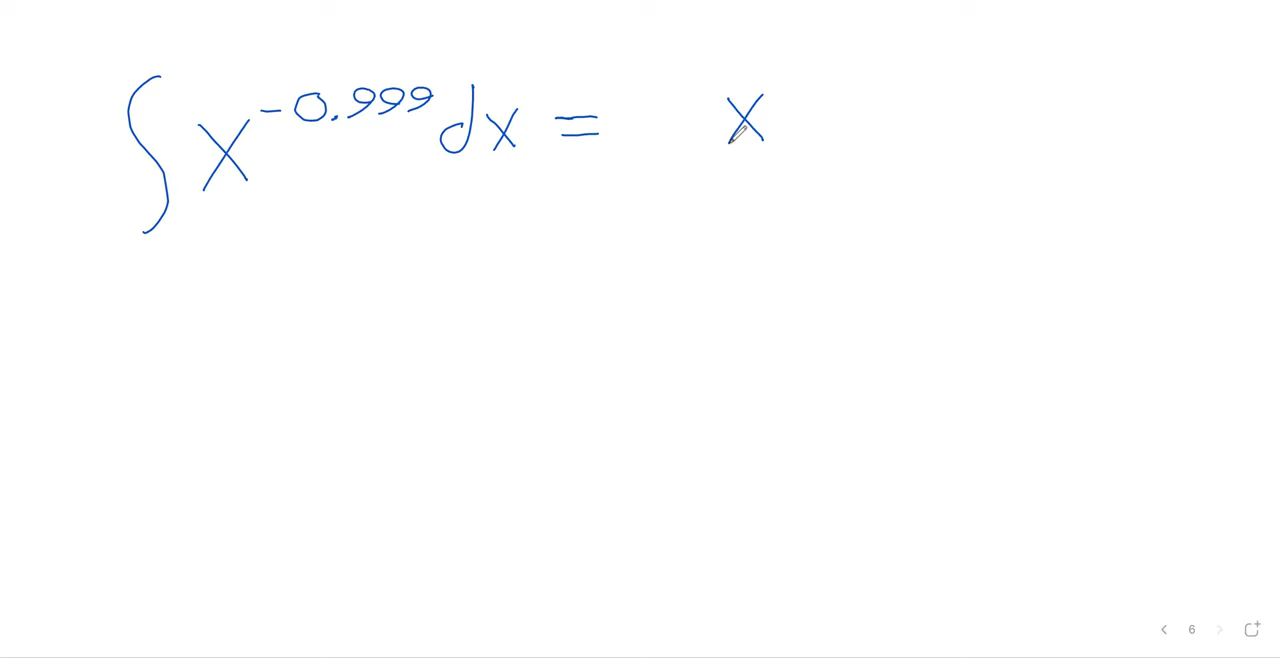 ∫ x^{-0.999} dx = x
6